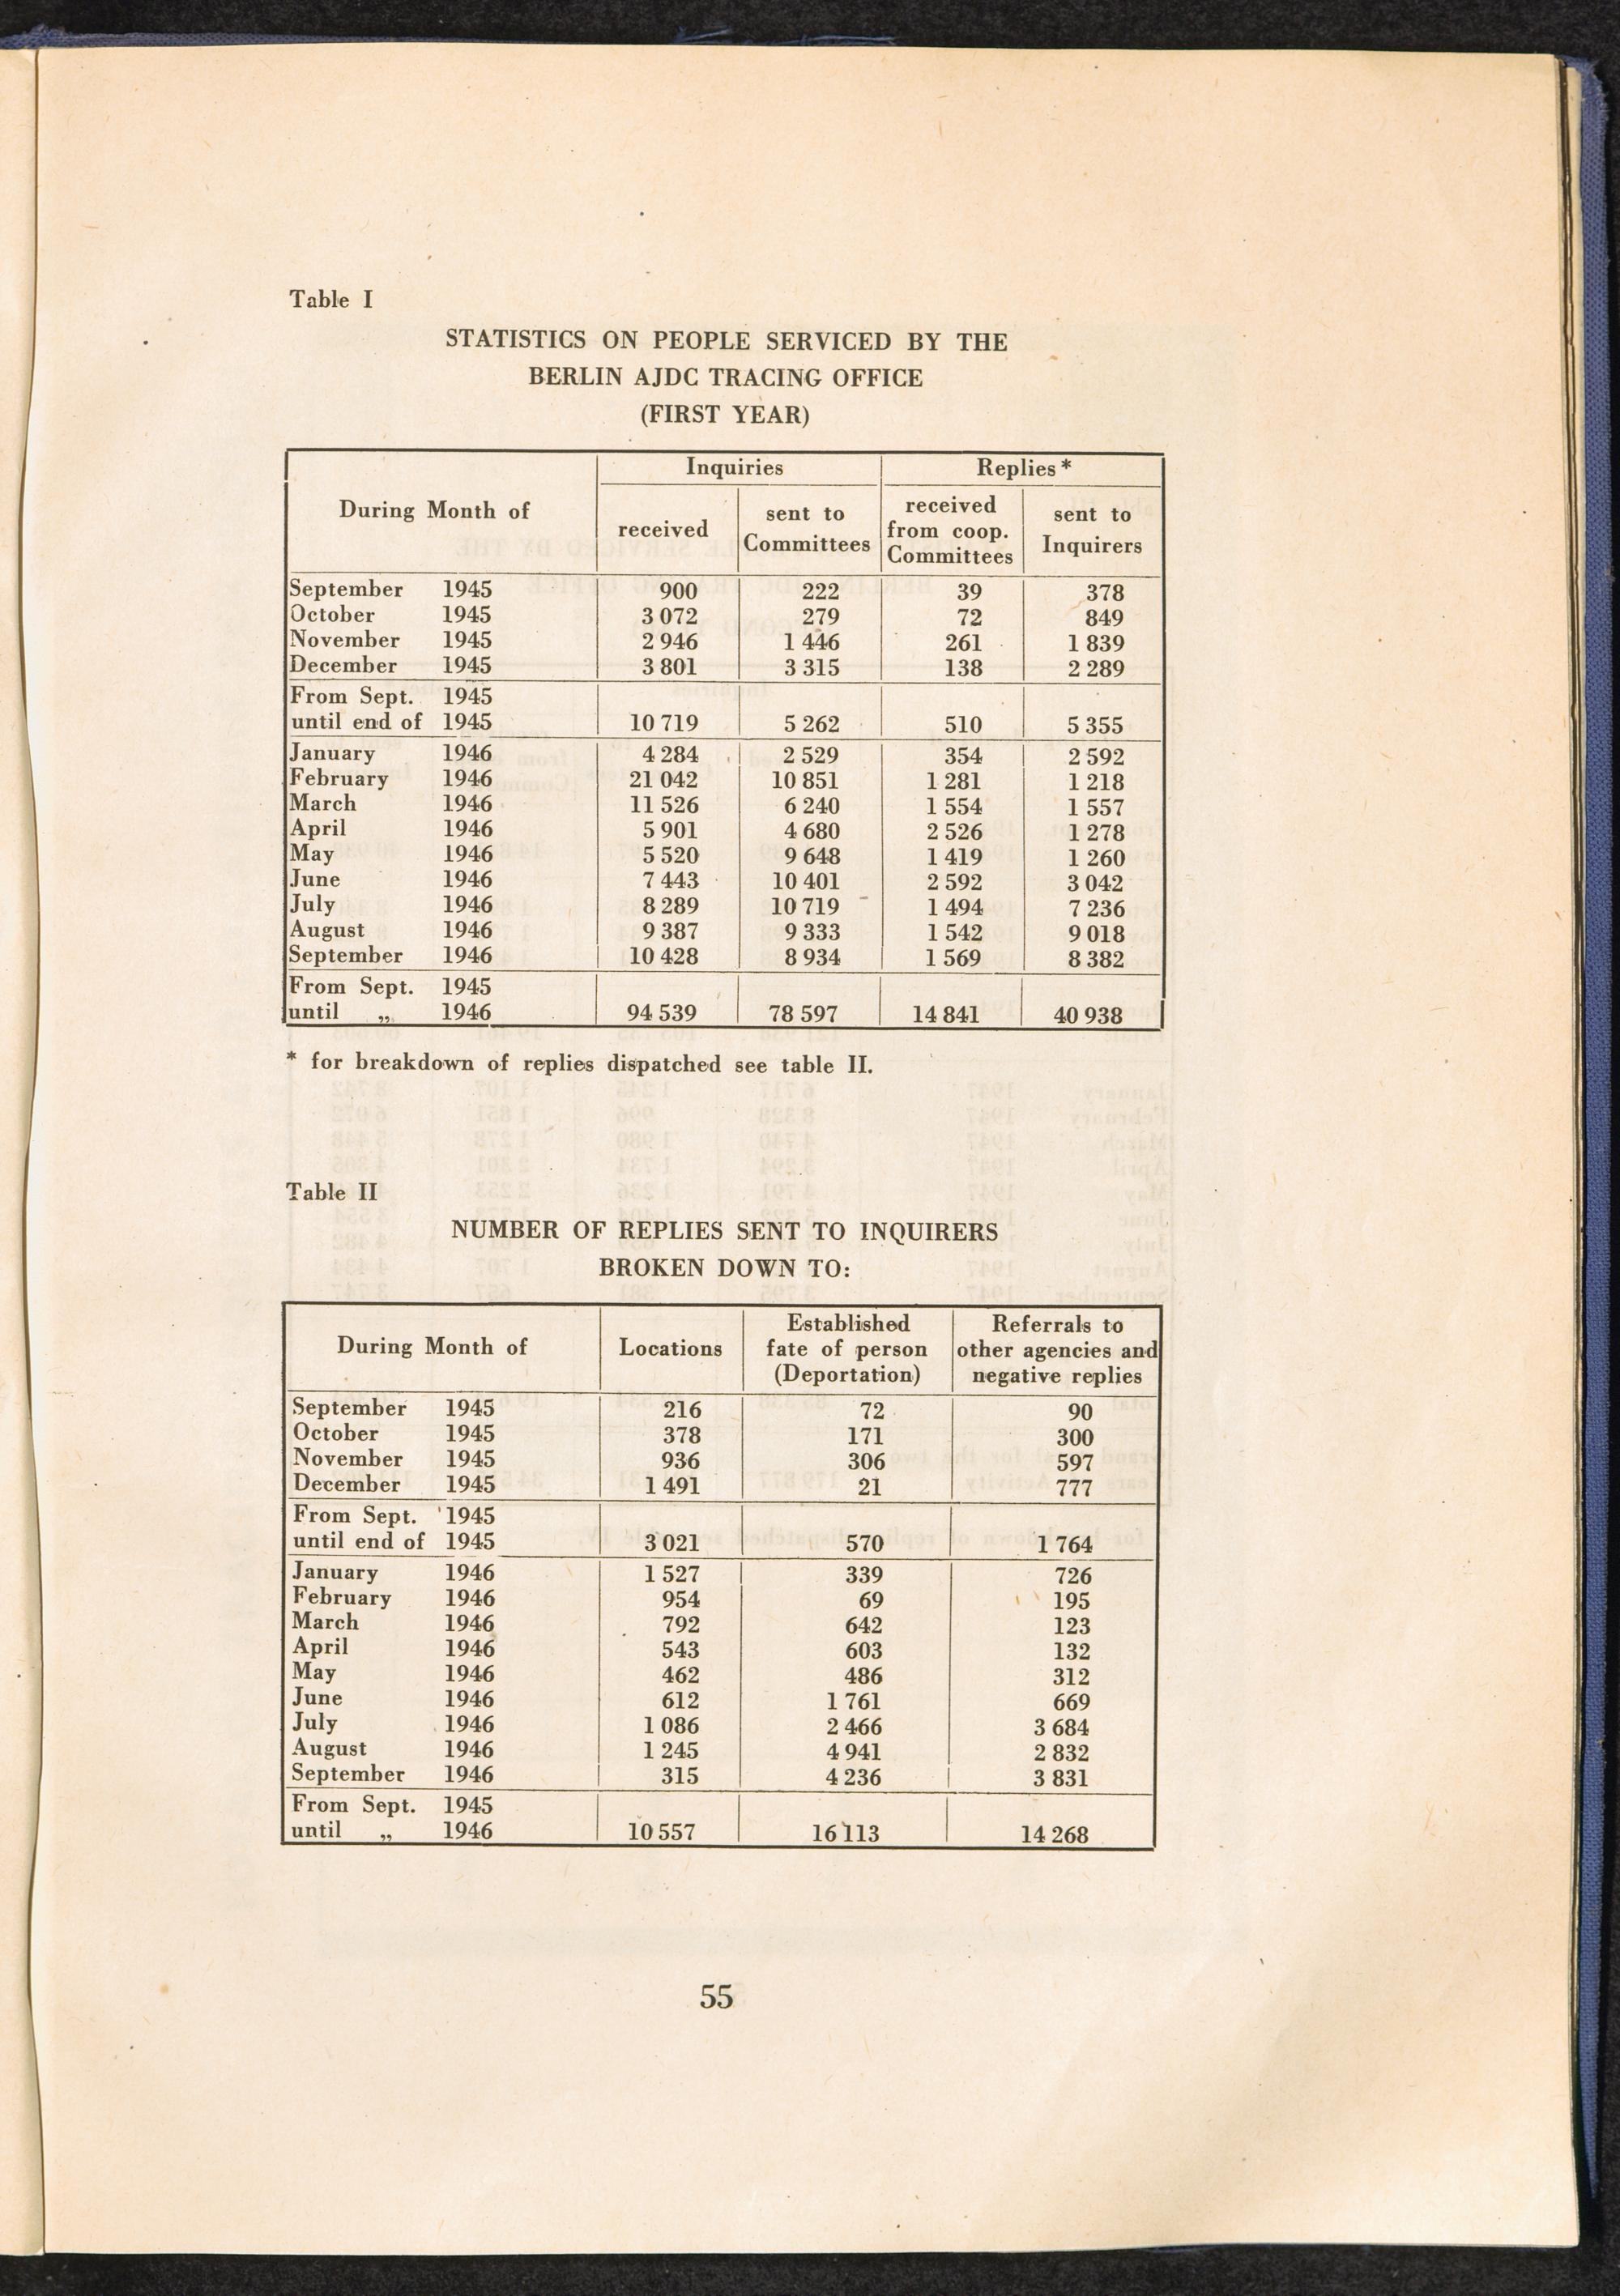 Table I
STATISTICS ON PEOPLE SERVICED BY THE
BERLIN AJDC TRACING OFFICE
(FIRST YEAR)
During Month of Inquiries Replies *
received sent to Committees received from coop. Committees sent to Inquirers
September 1945 900 222 39 378
October 1945 3 072 279 72 849
November 1945 2 946 1 446 261 1 839
December 1945 3 801 3 315 138 2 289
From Sept. 1945
until end of 1945 10 719 5 262 510 5 355
January 1946 4 284 2 529 354 2 592
February 1946 21 042 10 851 1 281 1 218
March 1946 11 526 6 240 1 554 1 557
April 1946 5 901 4 680 2 526 1 278
May 1946 5 520 9 648 1 419 1 260
June 1946 7 443 10 401 2 592 3 042
July 1946 8 289 10 719 1 494 7 236
August 1946 9 387 9 333 1 542 9 018
September 1946 10 428 8 934 1 569 8 382
From Sept. 1945
until „ 1946 94 539 78 597 14 841 40 938
* for breakdown of replies dispatched see table II.
Table II
NUMBER OF REPLIES SENT TO INQUIRERS
BROKEN DOWN TO:
During Month of Locations Established fate of person (Deportation) Referrals to other agencies and negative replies
September 1945 216 72 90
October 1945 378 171 300
November 1945 936 306 597
December 1945 1 491 21 777
From Sept. 1945
until end of 1945 3 021 570 1 764
January 1946 1 527 339 726
February 1946 954 69 195
March 1946 792 642 123
April 1946 543 603 132
May 1946 462 486 312
June 1946 612 1 761 669
July 1946 1 086 2 466 3 684
August 1946 1 245 4 941 2 832
September 1946 315 4 236 3 831
From Sept. 1945
until „ 1946 10 557 16 113 14 268
55